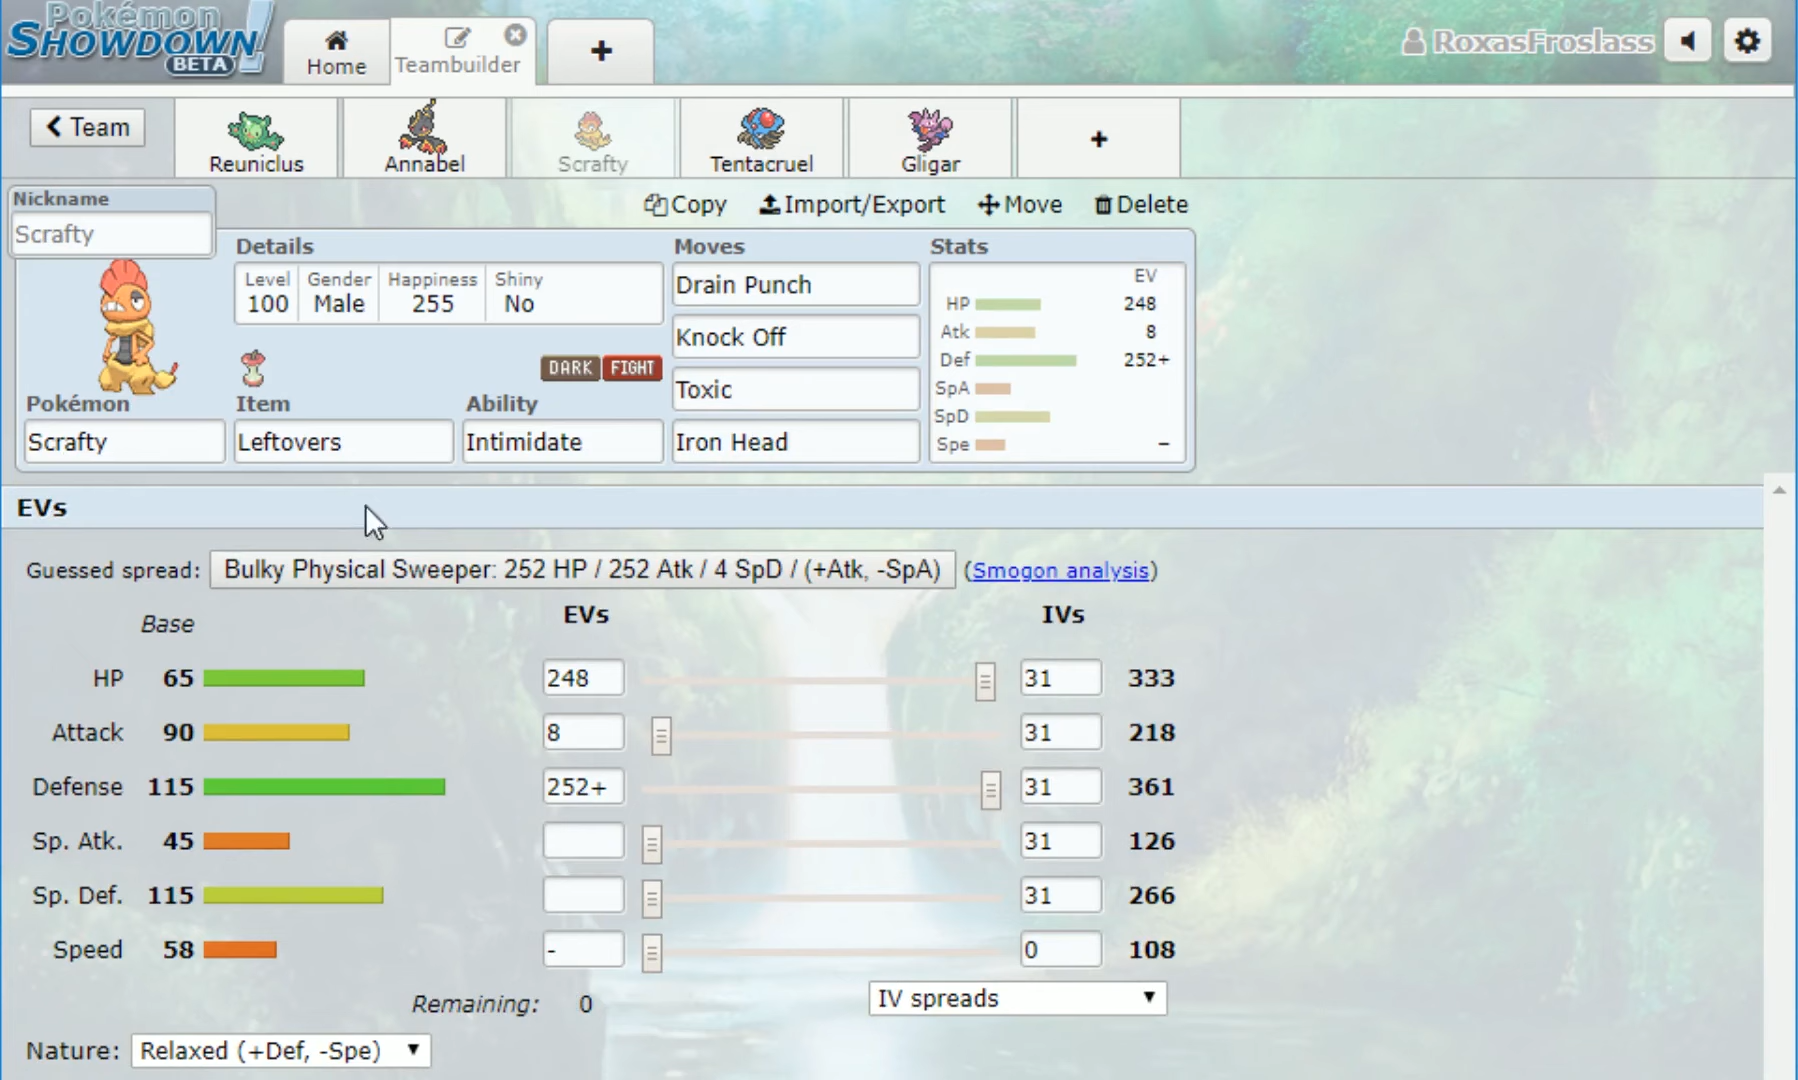 Pokémon
SHOWDOWN!
BETA
Home
Teambuilder
+
RoxasFroslass
Team
Reuniclus
Annabel
Scrafty
Tentacruel
Gligar
+
Nickname
Scrafty
Copy
Import/Export
Move
Delete
Details
Level
100
Gender
Male
Happiness
255
Shiny
No
DARK
FIGHT
Pokémon
Scrafty
Item
Leftovers
Ability
Intimidate
Moves
Drain Punch
Knock Off
Toxic
Iron Head
Stats
EV
HP 248
Atk 8
Def 252+
SpA
SpD
Spe –
EVs
Guessed spread: Bulky Physical Sweeper: 252 HP / 252 Atk / 4 SpD / (+Atk, -SpA) (Smogon analysis)
Base EVs IVs
HP 65 248 31 333
Attack 90 8 31 218
Defense 115 252+ 31 361
Sp. Atk. 45 31 126
Sp. Def. 115 31 266
Speed 58 - 0 108
Remaining: 0
IV spreads
Nature: Relaxed (+Def, -Spe)